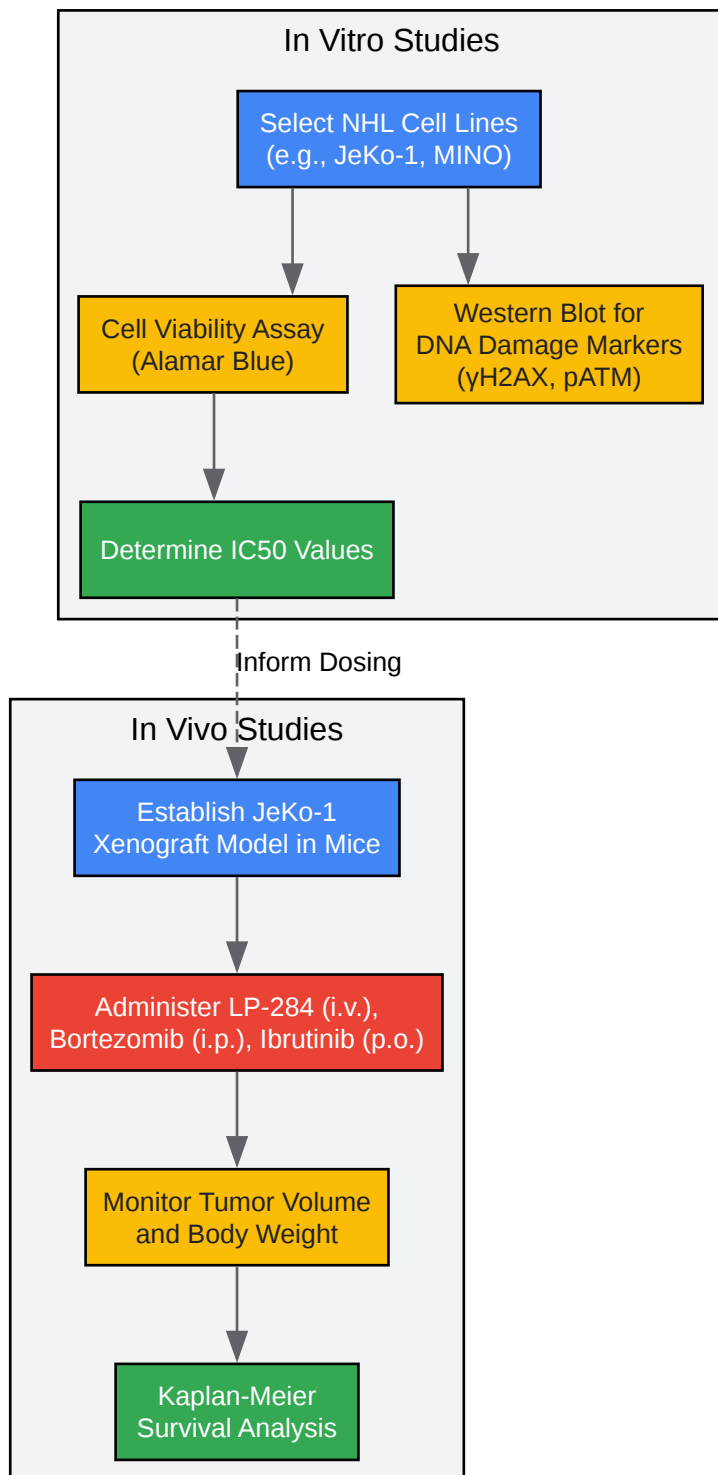 In Vitro Studies
Select NHL Cell Lines
(e.g., JeKo-1, MINO)
Cell Viability Assay
(Alamar Blue)
Western Blot for
DNA Damage Markers
(γH2AX, pATM)
Determine IC50 Values
Inform Dosing
In Vivo Studies
Establish JeKo-1
Xenograft Model in Mice
Administer LP-284 (i.v.),
Bortezomib (i.p.), Ibrutinib (p.o.)
Monitor Tumor Volume
and Body Weight
Kaplan-Meier
Survival Analysis